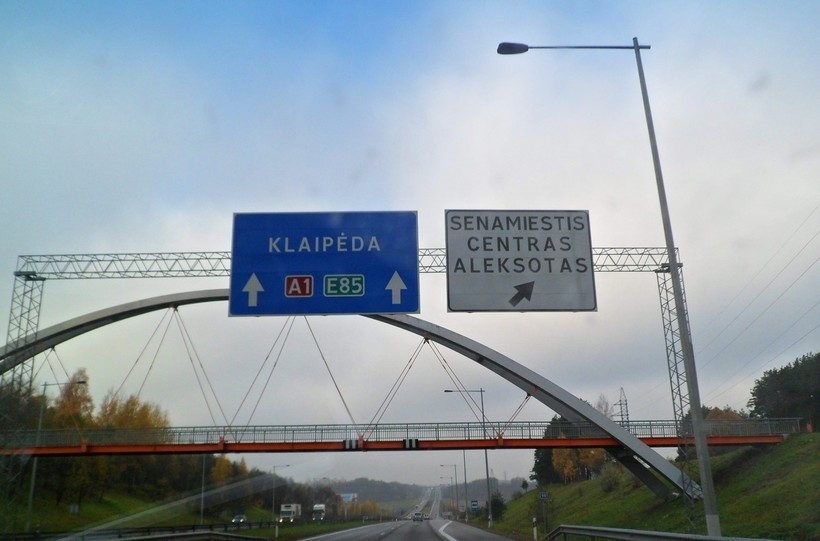 KLAIPĖDA
A1 E85
SENAMIESTIS
CENTRAS
ALEKSOTAS